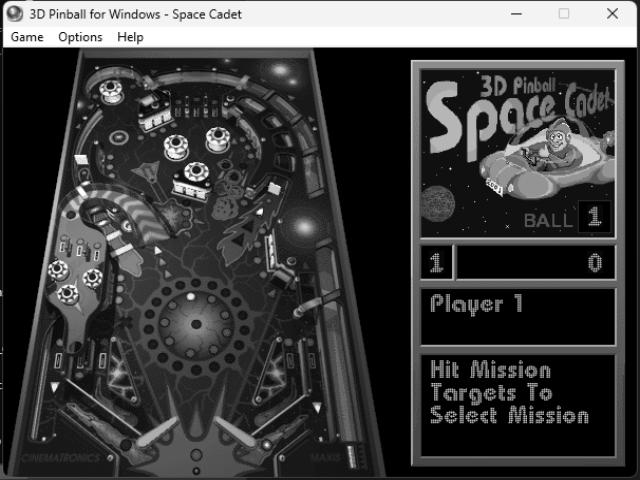 3D Pinball for Windows - Space Cadet
Game Options Help
3D Pinball
Space Cadet
BALL 1
1 0
Player 1
Hit Mission
Targets To
Select Mission
CINEMATRONICS
MAXIS